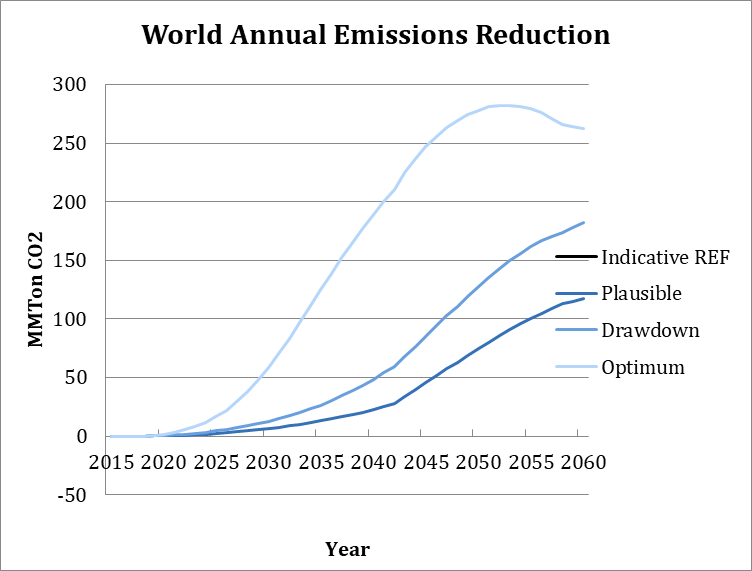 World Annual Emissions Reduction
300
250
200
150
100
50
0
-50
MMTon CO2
2015 2020 2025 2030 2035 2040 2045 2050 2055 2060
Year
Indicative REF
Plausible
Drawdown
Optimum